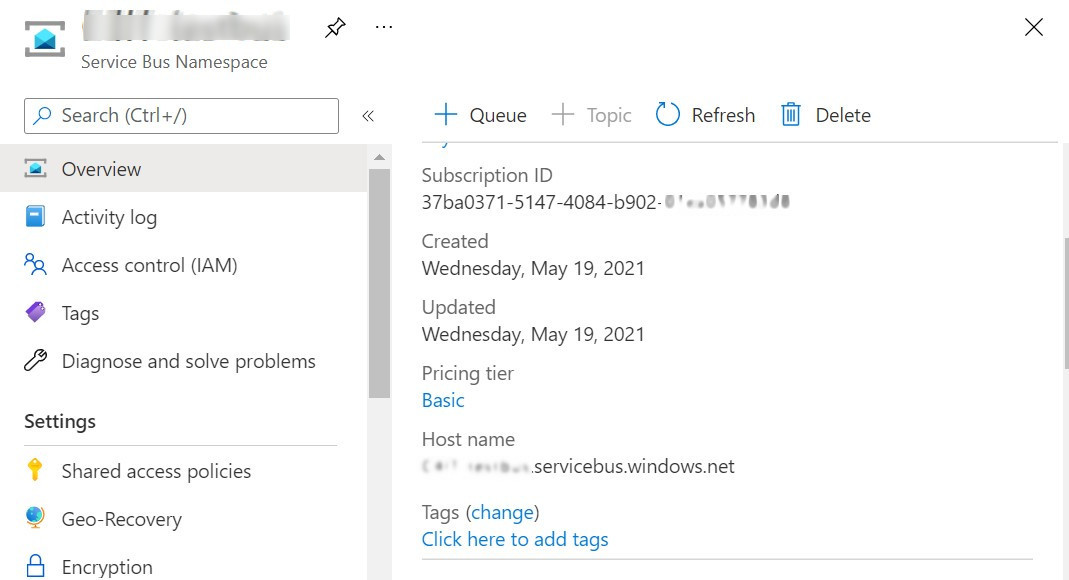 Service Bus Namespace
Search (Ctrl+/)
Overview
Activity log
Access control (IAM)
Tags
Diagnose and solve problems
Settings
Shared access policies
Geo-Recovery
Encryption
Queue
Topic
Refresh
Delete
Subscription ID
37ba0371-5147-4084-b902-
Created
Wednesday, May 19, 2021
Updated
Wednesday, May 19, 2021
Pricing tier
Basic
Host name
.servicebus.windows.net
Tags (change)
Click here to add tags